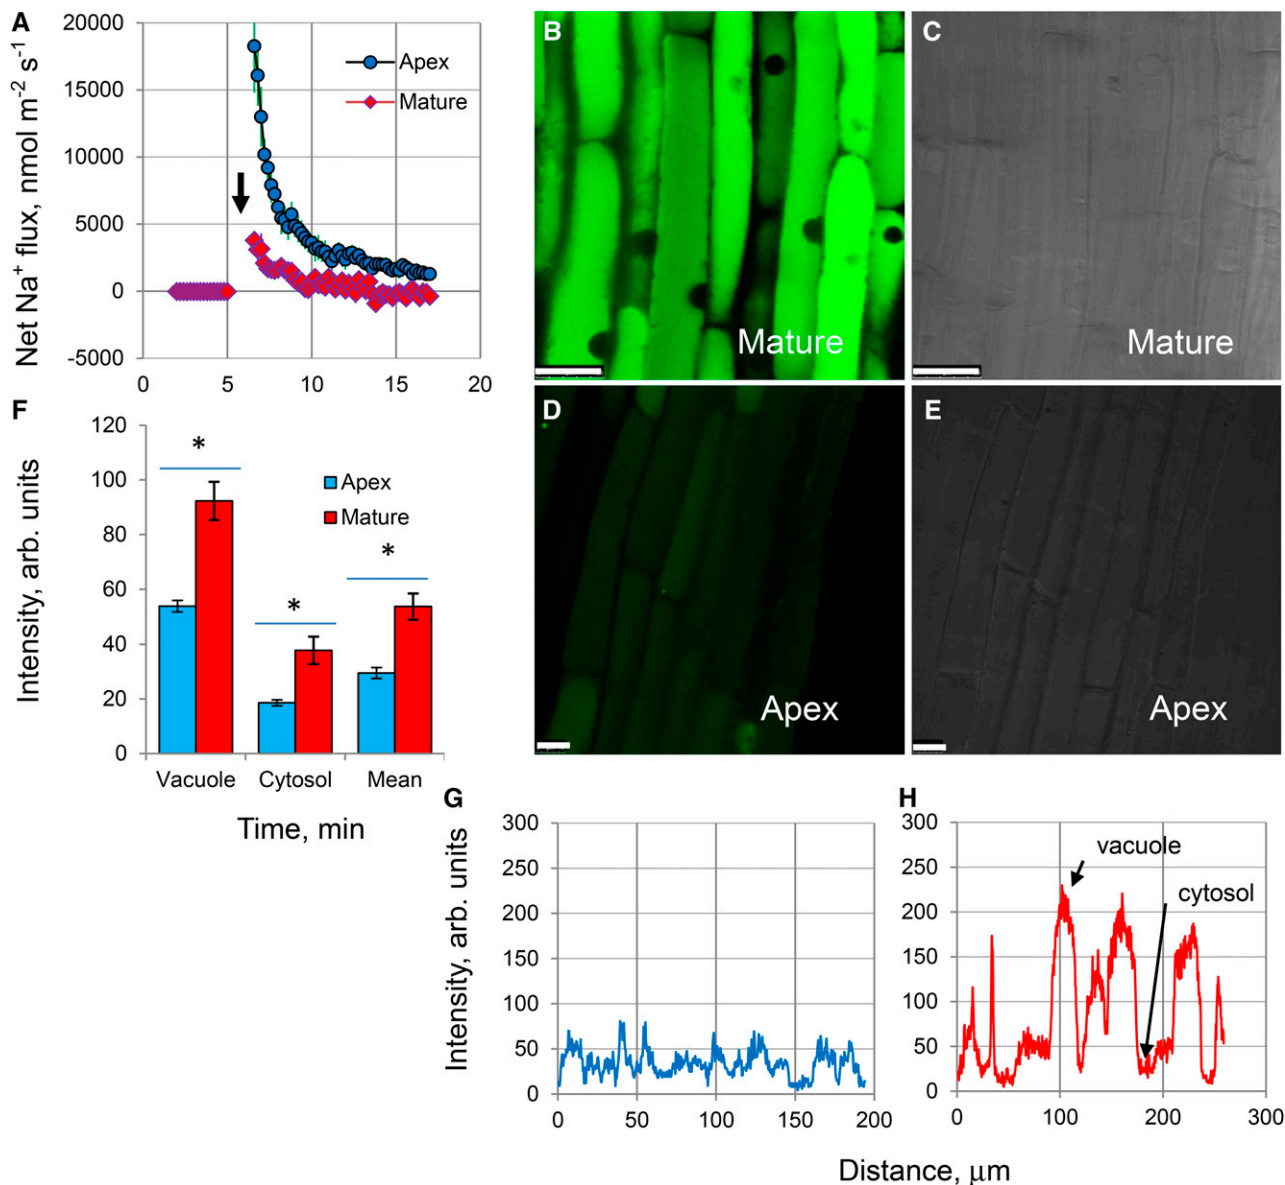 A
Net Na⁺ flux, nmol m⁻² s⁻¹
20000
15000
10000
5000
0
-5000
0 5 10 15 20
Apex
Mature
B
Mature
C
Mature
D
Apex
E
Apex
F
Intensity, arb. units
120
100
80
60
40
20
0
* * *
Apex
Mature
Vacuole Cytosol Mean
Time, min
G
Intensity, arb. units
300
250
200
150
100
50
0
0 50 100 150 200
H
300
250
200
150
100
50
0
0 100 200 300
vacuole
cytosol
Distance, µm